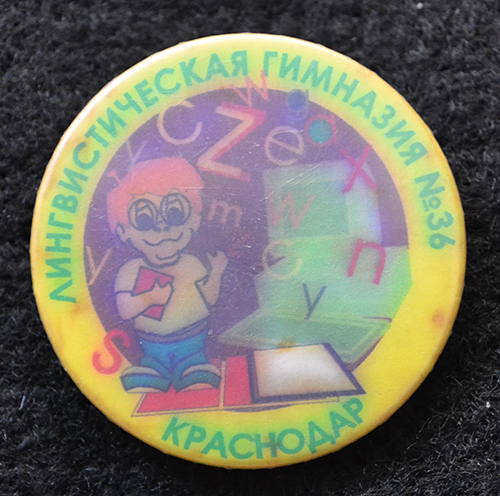 ЛИНГВИСТИЧЕСКАЯ ГИМНАЗИЯ №36
y C w Z e o x
y m w n
s c y
КРАСНОДАР